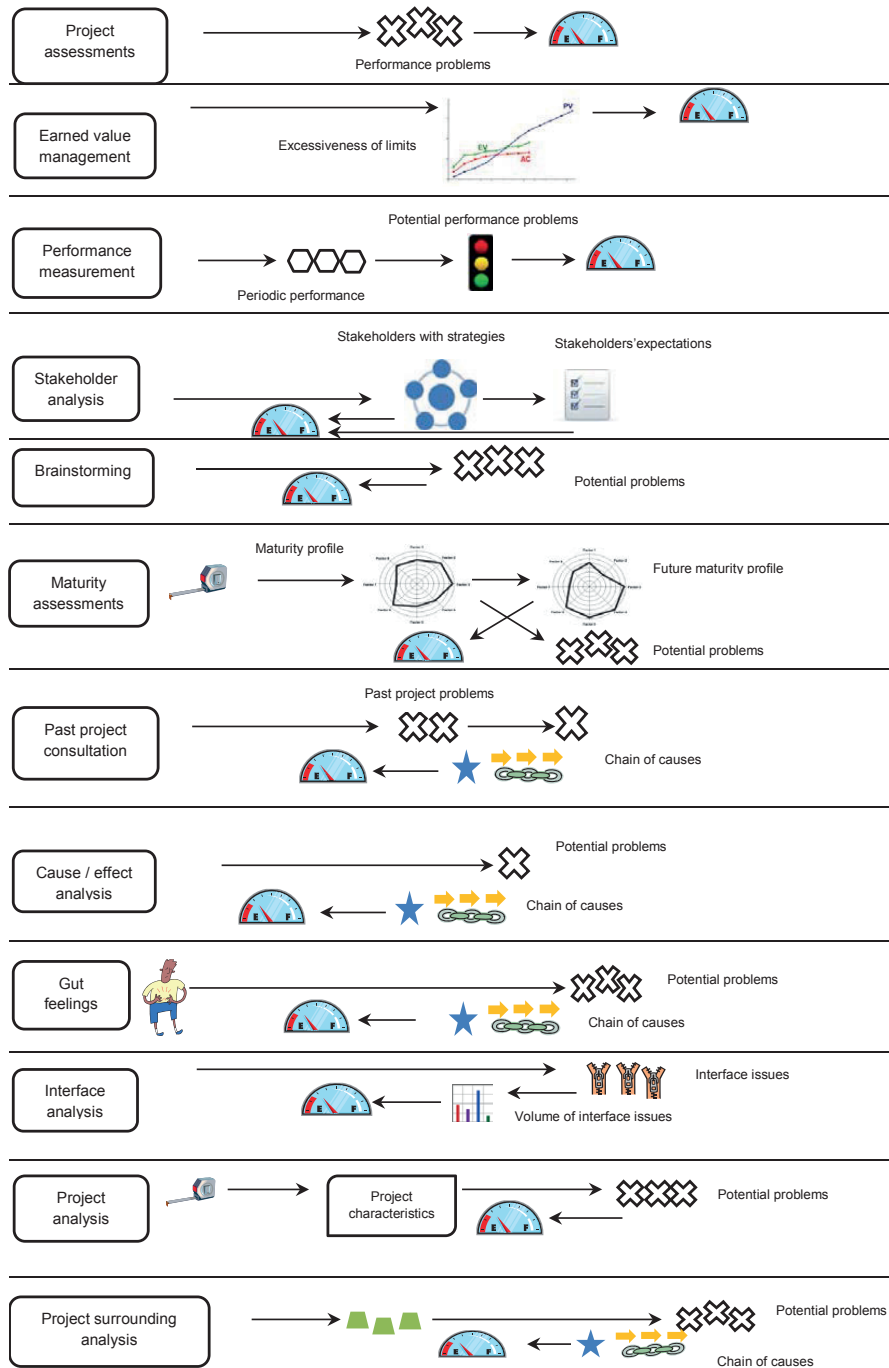 Project
assessments
Performance problems
E F
Earned value
management
Excessiveness of limits
PV
EV
AC
E F
Performance
measurement
Potential performance problems
Periodic performance
E F
Stakeholder
analysis
Stakeholders with strategies
Stakeholders'expectations
E F
Brainstorming
Potential problems
E F
Maturity
assessments
Maturity profile
Future maturity profile
Potential problems
E F
Past project
consultation
Past project problems
Chain of causes
E F
Cause / effect
analysis
Potential problems
Chain of causes
E F
Gut
feelings
Potential problems
Chain of causes
E F
Interface
analysis
Interface issues
Volume of interface issues
E F
Project
analysis
Project
characteristics
Potential problems
E F
Project surrounding
analysis
Potential problems
Chain of causes
E F